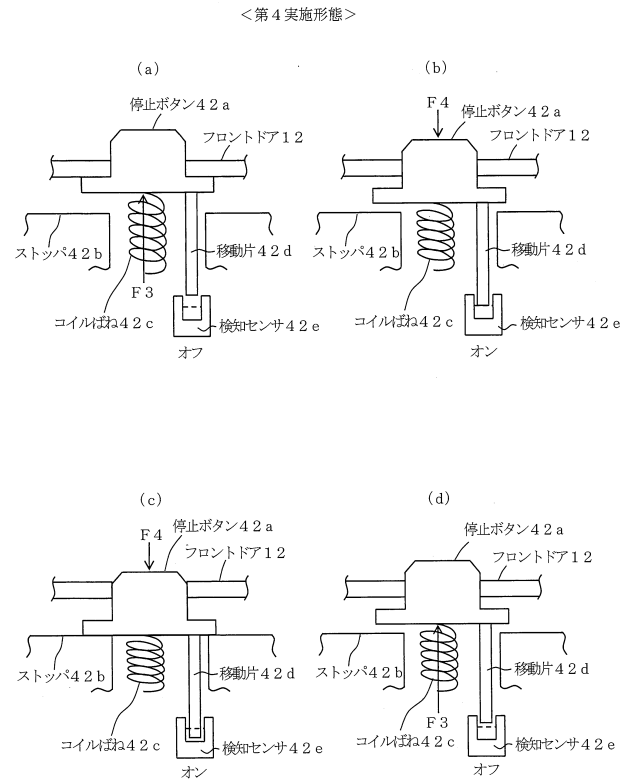 ＜第４実施形態＞
（a）
停止ボタン４２a
フロントドア１２
ストッパ４２b
移動片４２d
F３
コイルばね４２c
検知センサ４２e
オフ
（b）
F４
停止ボタン４２a
フロントドア１２
ストッパ４２b
移動片４２d
コイルばね４２c
検知センサ４２e
オン
（c）
F４
停止ボタン４２a
フロントドア１２
ストッパ４２b
移動片４２d
コイルばね４２c
検知センサ４２e
オン
（d）
停止ボタン４２a
フロントドア１２
ストッパ４２b
移動片４２d
F３
コイルばね４２c
検知センサ４２e
オフ